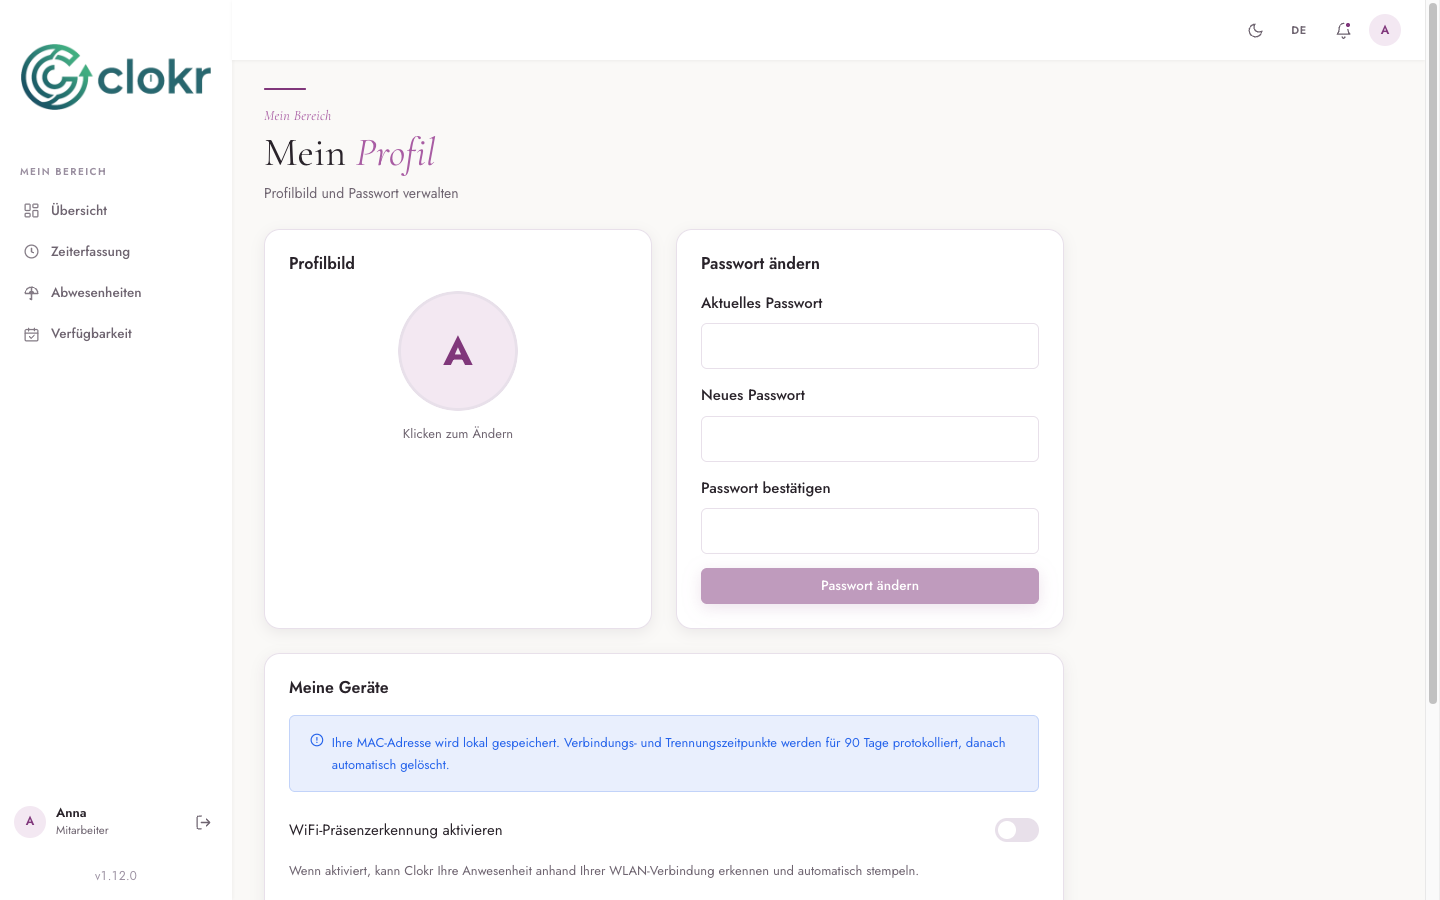 clokr
DE
A
MEIN BEREICH
Übersicht
Zeiterfassung
Abwesenheiten
Verfügbarkeit
A
Anna
Mitarbeiter
v1.12.0
Mein Bereich
Mein Profil
Profilbild und Passwort verwalten
Profilbild
A
Klicken zum Ändern
Passwort ändern
Aktuelles Passwort
Neues Passwort
Passwort bestätigen
Passwort ändern
Meine Geräte
Ihre MAC-Adresse wird lokal gespeichert. Verbindungs- und Trennungszeitpunkte werden für 90 Tage protokolliert, danach
automatisch gelöscht.
WiFi-Präsenzerkennung aktivieren
Wenn aktiviert, kann Clokr Ihre Anwesenheit anhand Ihrer WLAN-Verbindung erkennen und automatisch stempeln.